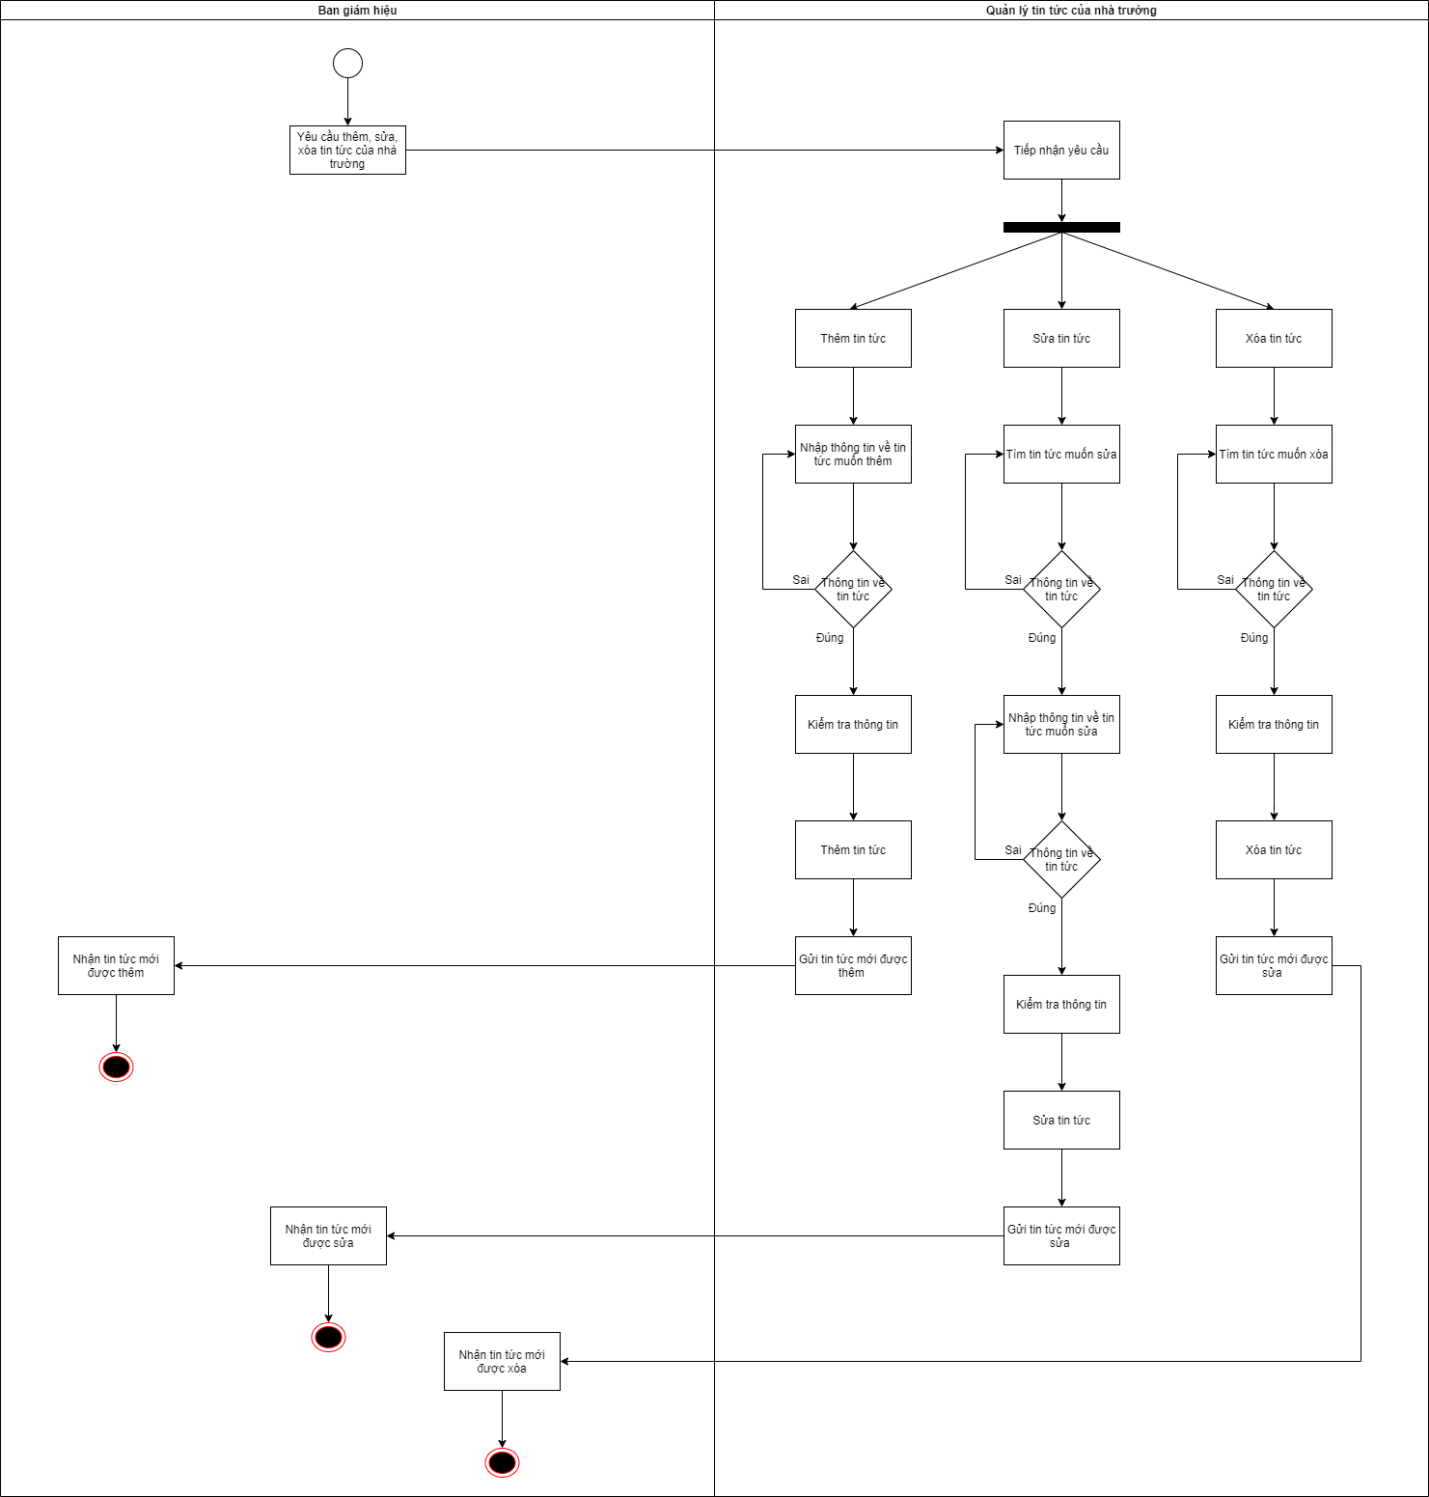 Ban giám hiệu
Quản lý tin tức của nhà trường
Yêu cầu thêm, sửa,
xóa tin tức của nhà
trường
Tiếp nhận yêu cầu
Thêm tin tức
Sửa tin tức
Xóa tin tức
Nhập thông tin về tin
tức muốn thêm
Tìm tin tức muốn sửa
Tìm tin tức muốn xóa
Sai
Thông tin về
tin tức
Sai
Thông tin về
tin tức
Sai
Thông tin về
tin tức
Đúng
Đúng
Đúng
Kiểm tra thông tin
Nhập thông tin về tin
tức muốn sửa
Kiểm tra thông tin
Thêm tin tức
Sai
Thông tin về
tin tức
Xóa tin tức
Đúng
Nhận tin tức mới
được thêm
Gửi tin tức mới được
thêm
Gửi tin tức mới được
sửa
Kiểm tra thông tin
Sửa tin tức
Nhận tin tức mới
được sửa
Gửi tin tức mới được
sửa
Nhận tin tức mới
được xóa